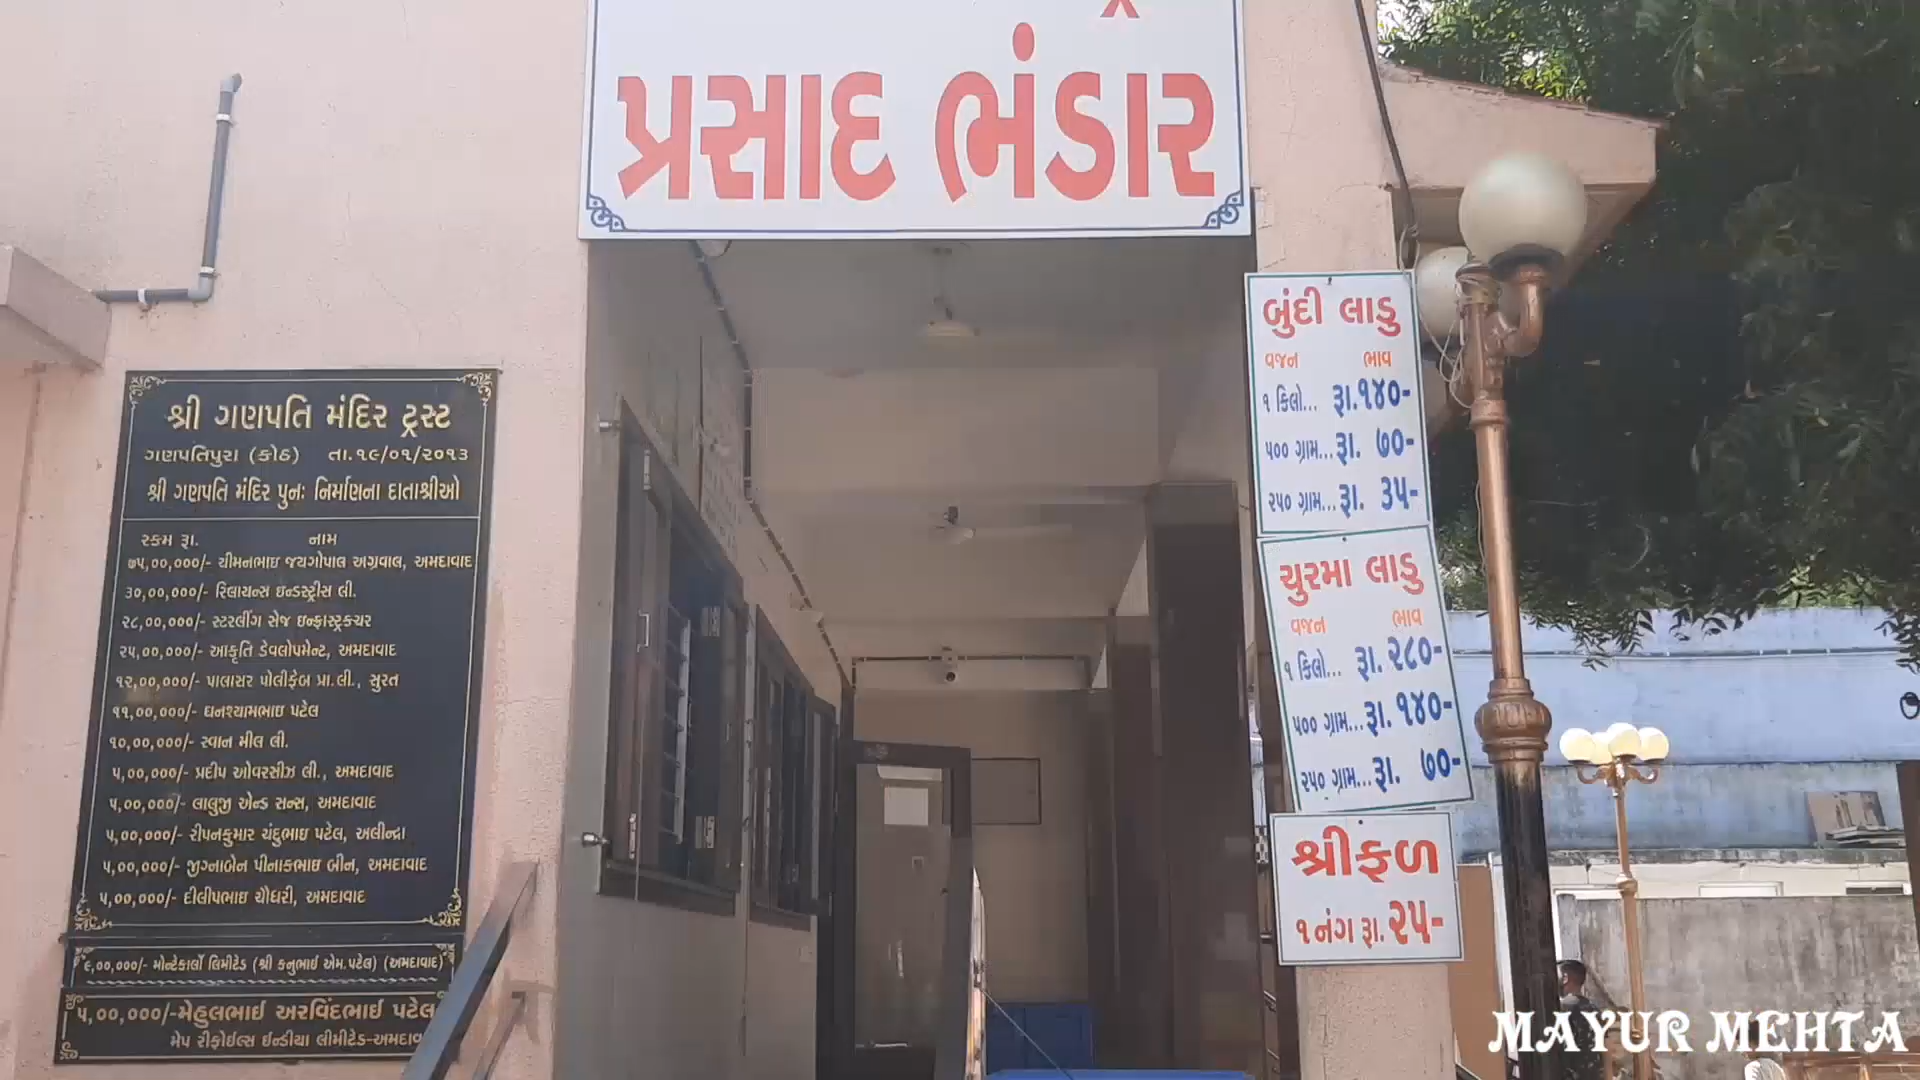 પ્રસાદ ભંડાર
શ્રી ગણપતિ મંદિર ટ્રસ્ટ
ગણપતિપુરા (કોઠ) તા.૧૯/૦૧/૨૦૧૩
શ્રી ગણપતિ મંદિર પુનઃ નિર્માણના દાતાશ્રીઓ
રકમ રૂા. નામ
૭૫,૦૦,૦૦૦/- ચીમનભાઇ જયગોપાલ અગ્રવાલ, અમદાવાદ
૩૦,૦૦,૦૦૦/- રિલાયન્સ ઇન્ડસ્ટ્રીસ લી.
૨૮,૦૦,૦૦૦/- સ્ટરલીંગ સેજ ઇન્ફ્રાસ્ટ્રકચર
૨૫,૦૦,૦૦૦/- આકૃતિ ડેવલોપમેન્ટ, અમદાવાદ
૧૨,૦૦,૦૦૦/- પાલસર પોલીફેબ પ્રા.લી., સુરત
૧૧,૦૦,૦૦૦/- ઘનશ્યામભાઇ પટેલ
૧૦,૦૦,૦૦૦/- સ્વાન મીલ લી.
૫,૦૦,૦૦૦/- પ્રદીપ ઓવરસીઝ લી., અમદાવાદ
૫,૦૦,૦૦૦/- લાલુજી એન્ડ સન્સ, અમદાવાદ
૫,૦૦,૦૦૦/- રીપનકુમાર ચંદુભાઇ પટેલ, અલીન્દ્રા
૫,૦૦,૦૦૦/- જીગ્નાબેન પીનાકભાઇ બીન, અમદાવાદ
૫,૦૦,૦૦૦/- દીલીપભાઇ ચૌધરી, અમદાવાદ
૬,૦૦,૦૦૦/- મોન્ટેકાર્લો લિમીટેડ (શ્રી કનુભાઈ એમ.પટેલ) (અમદાવાદ)
૫,૦૦,૦૦૦/-મેહુલભાઈ અરવિંદભાઈ પટેલ
મેપ રીફોઈલ્સ ઈન્ડીયા લીમીટેડ-અમદાવા
બુંદી લાડુ
વજન ભાવ
૧ કિલો... રૂા.૧૪૦-
૫૦૦ ગ્રામ... રૂા. ૭૦-
૨૫૦ ગ્રામ... રૂા. ૩૫-
ચુરમા લાડુ
વજન ભાવ
૧ કિલો... રૂા. ૨૮૦-
૫૦૦ ગ્રામ... રૂા. ૧૪૦-
૨૫૦ ગ્રામ... રૂા. ૭૦-
શ્રીફળ
૧ નંગ રૂા. ૨૫-
MAYUR MEHTA